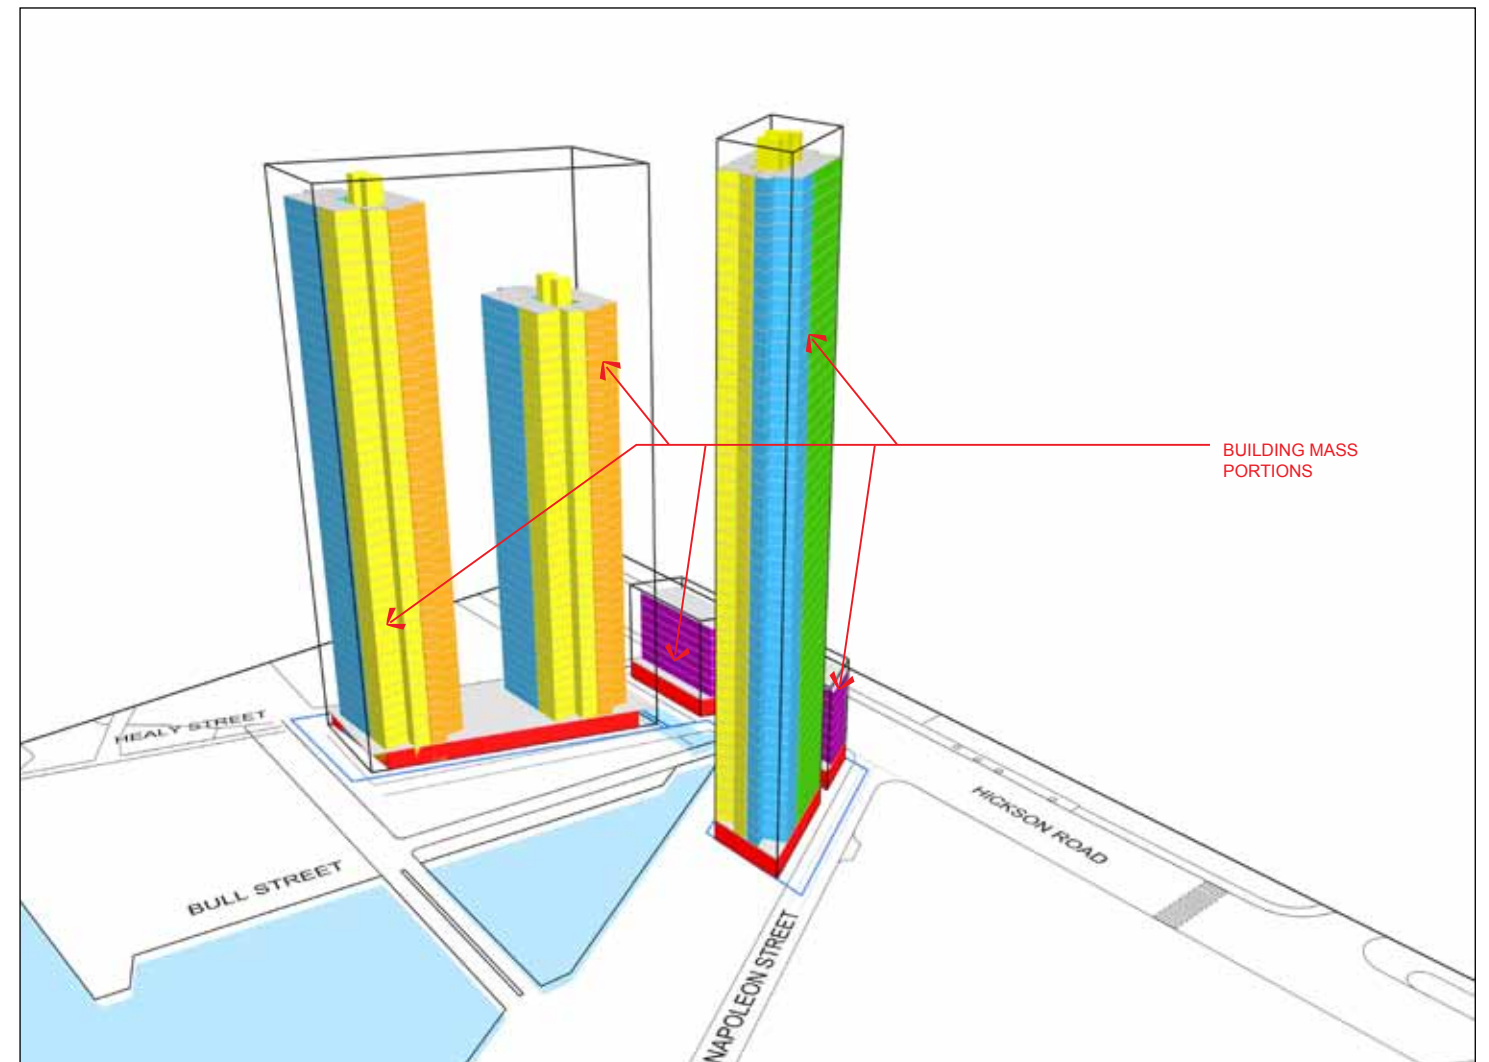 BUILDING MASS
PORTIONS
HEALY STREET
HICKSON ROAD
BULL STREET
NAPOLEON STREET